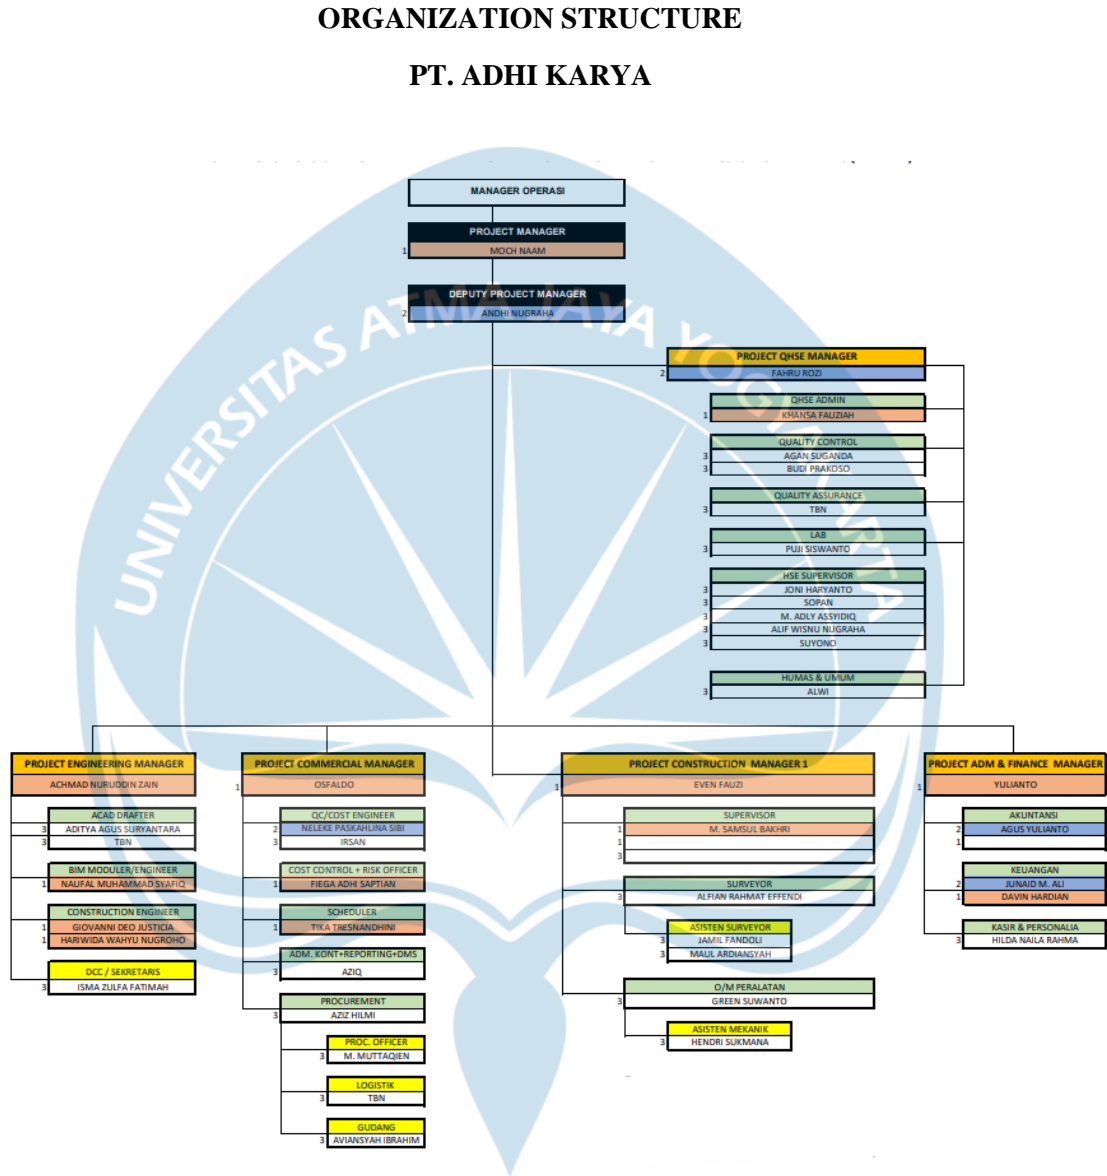 ORGANIZATION STRUCTURE
PT. ADHI KARYA
MANAGER OPERASI
PROJECT MANAGER
1 MOCH NAAM
DEPUTY PROJECT MANAGER
2 ANDHI NUGRAHA
UNIVERSITAS ATMA JAYA YOGYAKARTA
PROJECT QHSE MANAGER
2 FAHRU ROZI
QHSE ADMIN
1 KHANSA FAUZIAH
QUALITY CONTROL
3 AGAN SUGANDA
3 BUDI PRAKOSO
QUALITY ASSURANCE
3 TBN
LAB
3 PUJI SISWANTO
HSE SUPERVISOR
3 JONI HARYANTO
3 SOPAN
3 M. ADLY ASSYIDIQ
3 ALIF WISNU NUGRAHA
3 SUYONO
HUMAS & UMUM
3 ALWI
PROJECT ENGINEERING MANAGER
ACHMAD NURUDDIN ZAIN
ACAD DRAFTER
3 ADITYA AGUS SURYANTARA
3 TBN
BIM MODULER/ENGINEER
1 NAUFAL MUHAMMAD SYAFIQ
CONSTRUCTION ENGINEER
1 GIOVANNI DEO JUSTICIA
1 HARIWIDA WAHYU NUGROHO
DCC / SEKRETARIS
3 ISMA ZULFA FATIMAH
PROJECT COMMERCIAL MANAGER
1 OSFALDO
QC/COST ENGINEER
2 NELEKE PASKAHLINA SIBI
3 IRSAN
COST CONTROL + RISK OFFICER
1 FIEGA ADHI SAPTIAN
SCHEDULER
1 TIKA TRESNANDHINI
ADM. KONT+REPORTING+DMS
3 AZIQ
PROCUREMENT
3 AZIZ HILMI
PROC. OFFICER
3 M. MUTTAQIEN
LOGISTIK
3 TBN
GUDANG
3 AVIANSYAH IBRAHIM
PROJECT CONSTRUCTION MANAGER 1
1 EVEN FAUZI
SUPERVISOR
1 M. SAMSUL BAKHRI
1
3
SURVEYOR
3 ALFIAN RAHMAT EFFENDI
ASISTEN SURVEYOR
3 JAMIL FANDOLI
3 MAUL ARDIANSYAH
O/M PERALATAN
3 GREEN SUWANTO
ASISTEN MEKANIK
3 HENDRI SUKMANA
PROJECT ADM & FINANCE MANAGER
1 YULIANTO
AKUNTANSI
2 AGUS YULIANTO
1
KEUANGAN
2 JUNAID M. ALI
1 DAVIN HARDIAN
KASIR & PERSONALIA
3 HILDA NAILA RAHMA